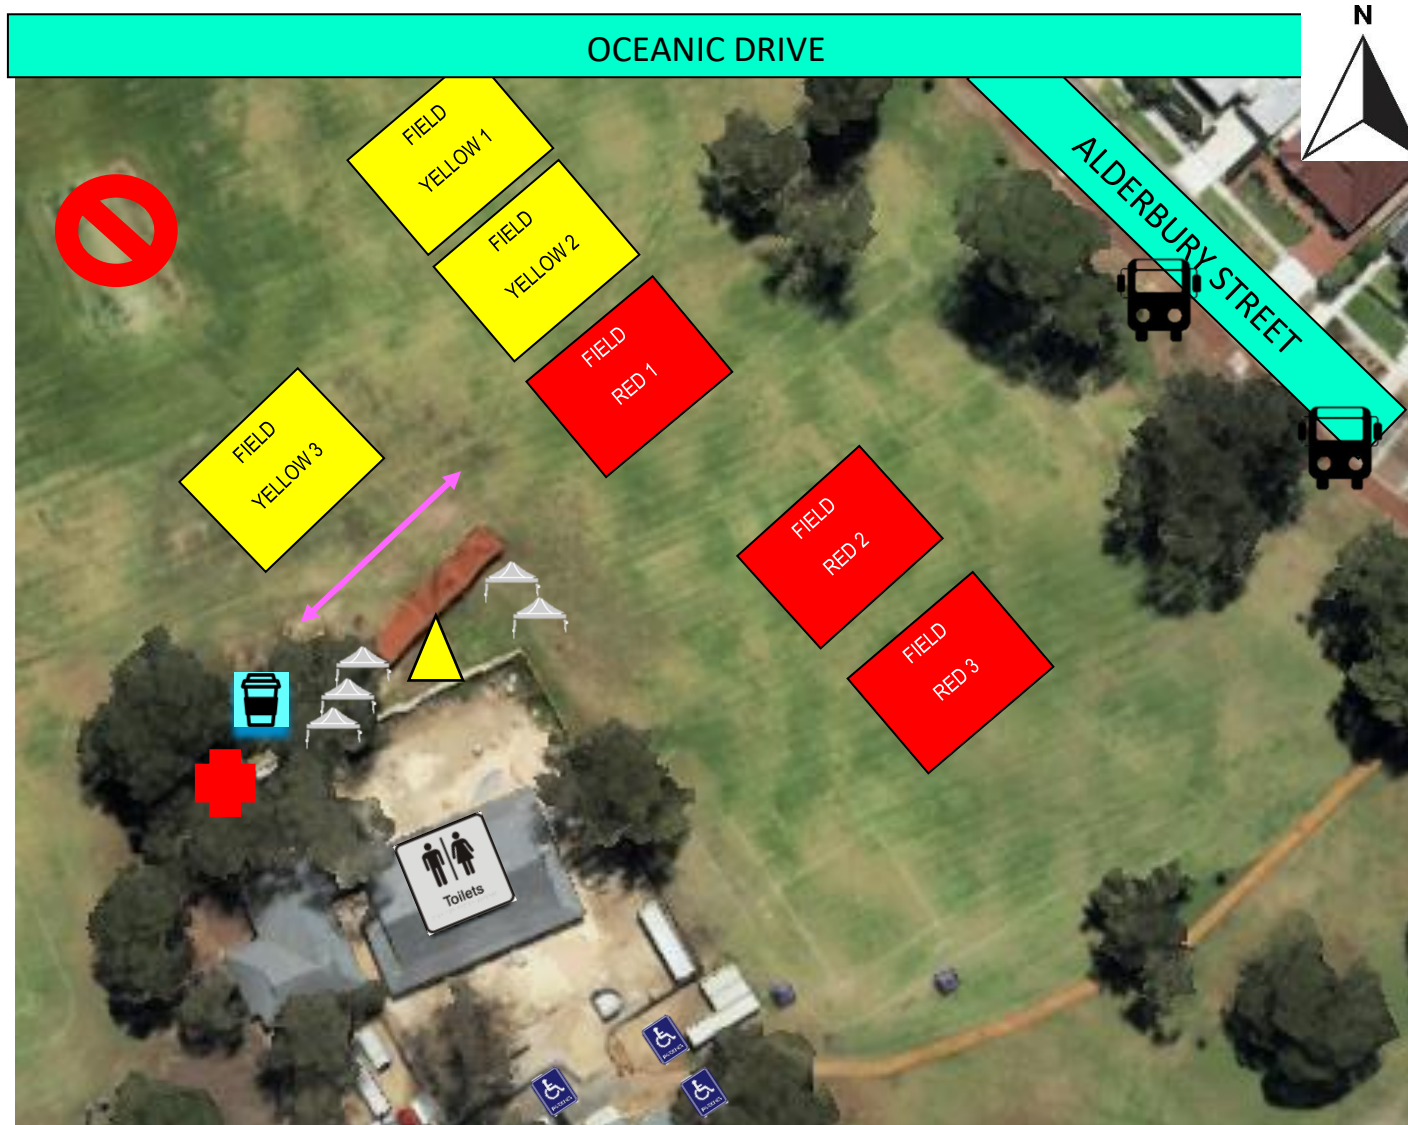 N
OCEANIC DRIVE
FIELD
YELLOW 1
ALDERBURY STREET
FIELD
YELLOW 2
FIELD
RED 1
FIELD
YELLOW 3
FIELD
RED 2
FIELD
RED 3
Toilets